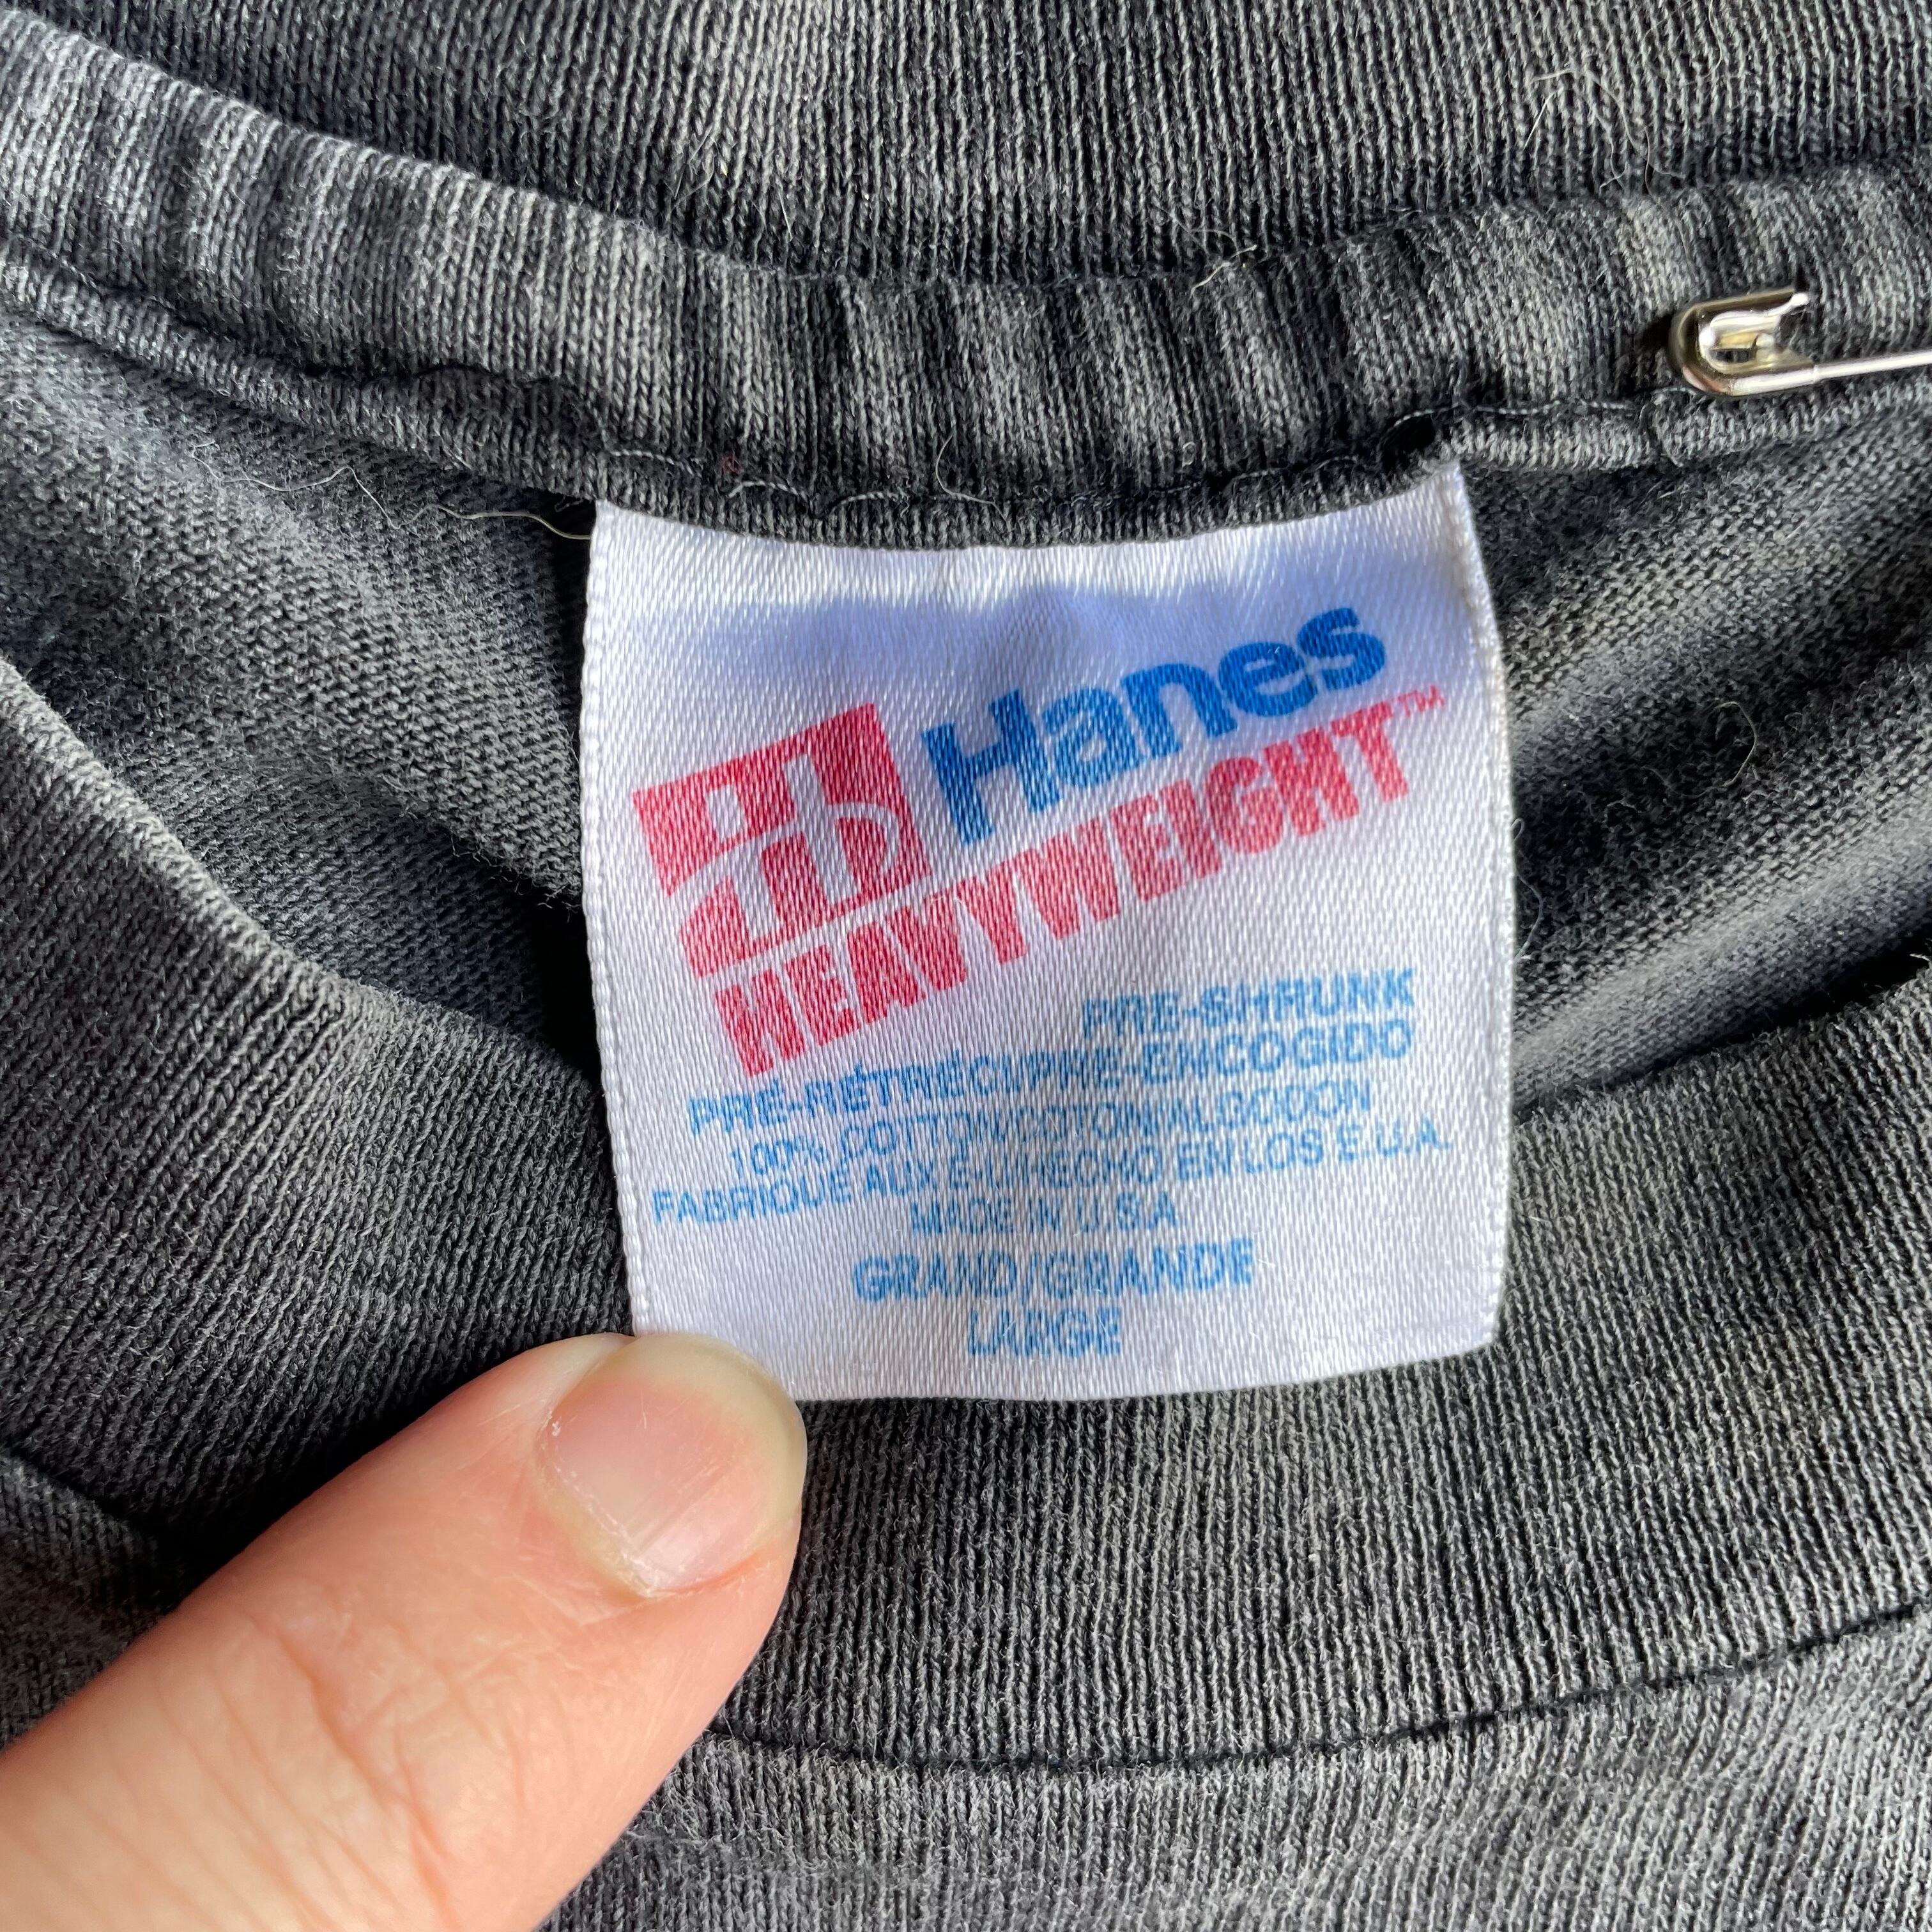 Hanes
HEAVYWEIGHT™
PRE-SHRUNK
PRÉ-RÉTRÉCI/PRE-ENCOGIDO
100% COTTON/COTON/ALGODON
FABRIQUE AUX É-U/HECHO EN LOS E.U.A.
MADE IN U.S.A.
GRAND/GRANDE
LARGE